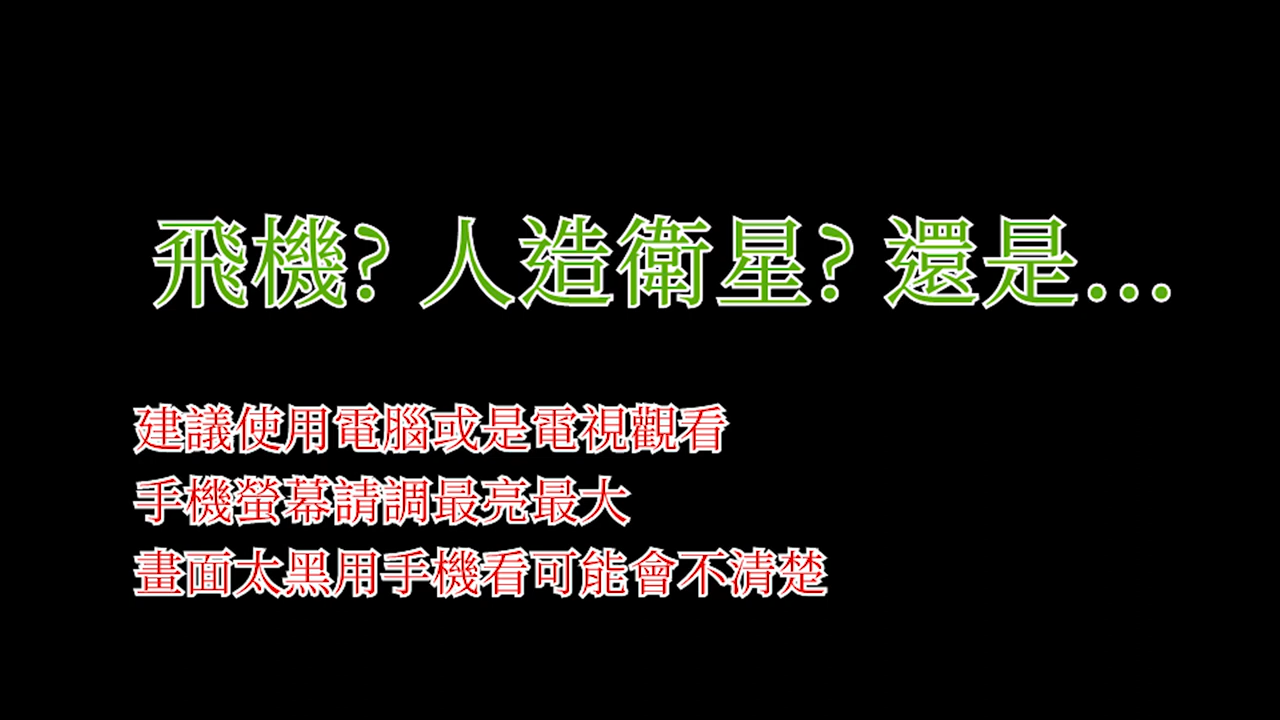 飛機? 人造衛星? 還是...
建議使用電腦或是電視觀看
手機螢幕請調最亮最大
畫面太黑用手機看可能會不清楚